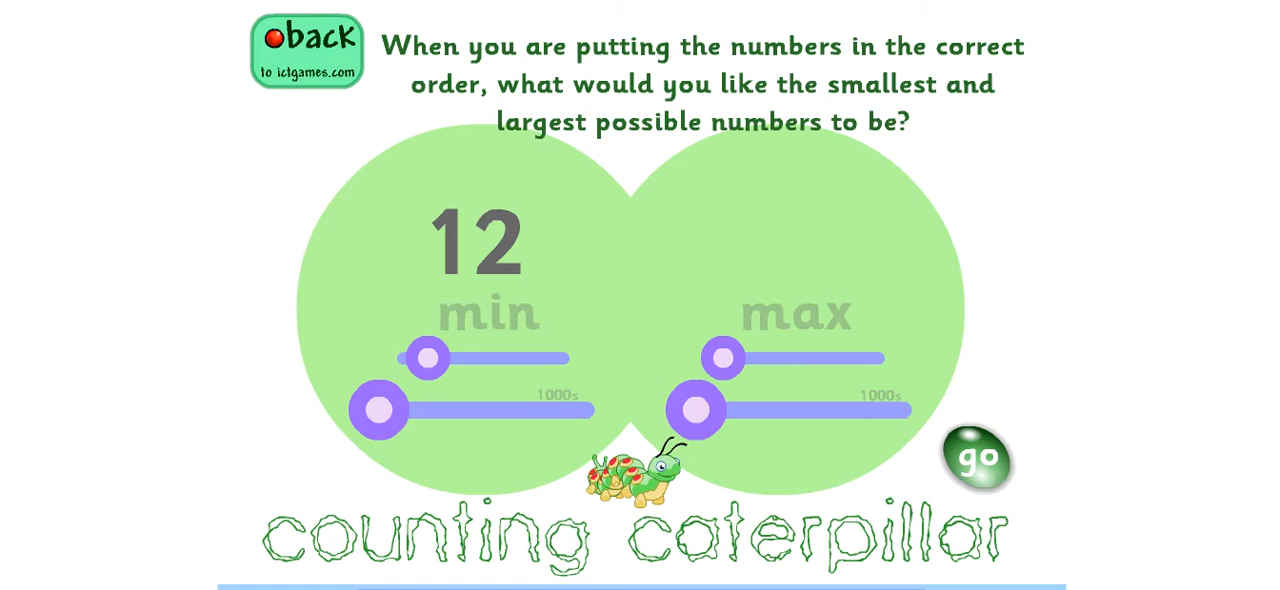 back
to ictgames.com
When you are putting the numbers in the correct
order, what would you like the smallest and
largest possible numbers to be?
12
min
max
1000s
1000s
go
counting caterpillar